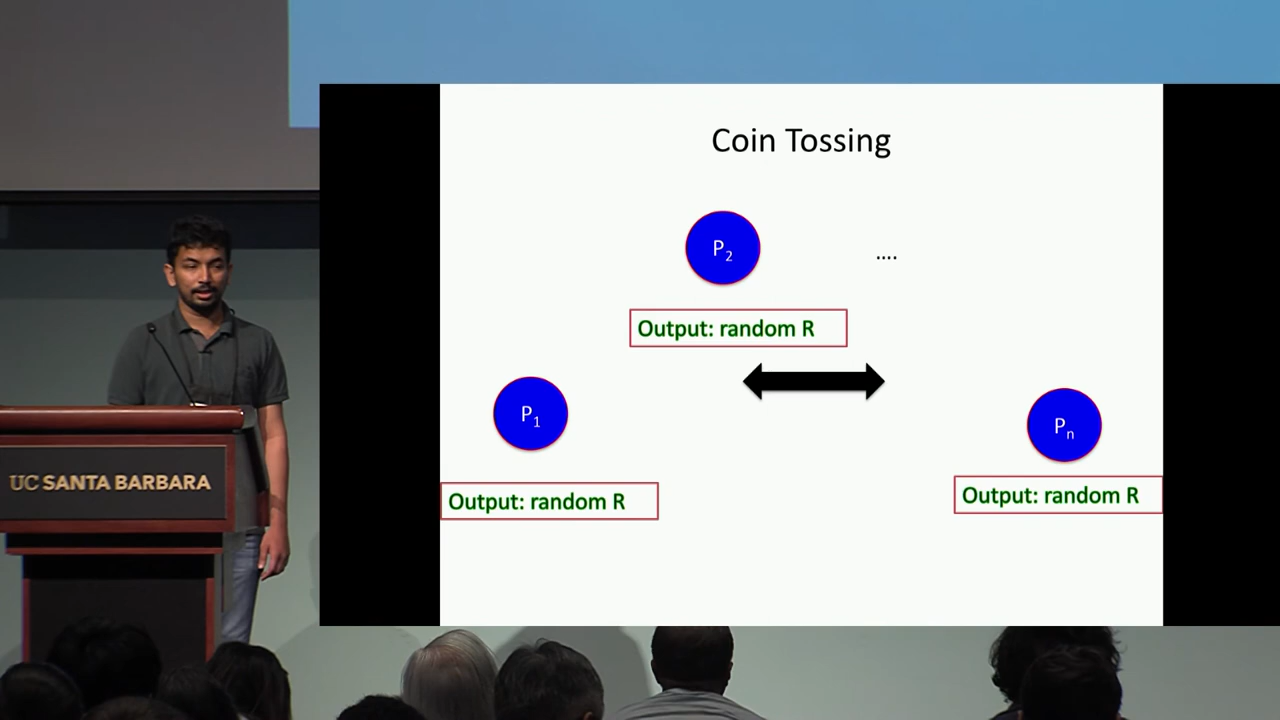 Coin Tossing
P2
....
Output: random R
P1
Pn
Output: random R
Output: random R
UC SANTA BARBARA